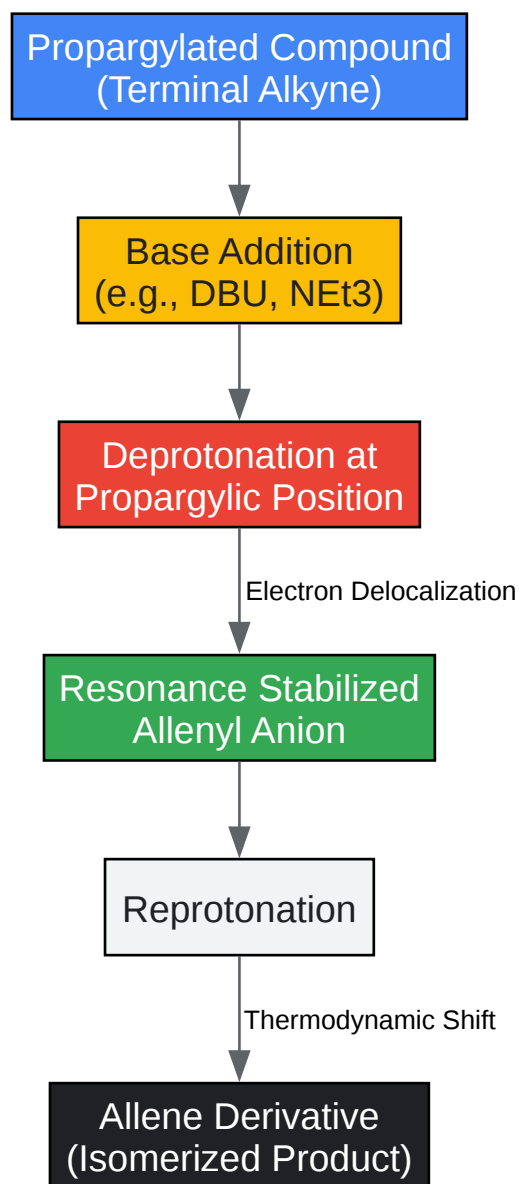 Propargylated Compound
(Terminal Alkyne)
Base Addition
(e.g., DBU, NEt3)
Deprotonation at
Propargylic Position
Electron Delocalization
Resonance Stabilized
Allenyl Anion
Reprotonation
Thermodynamic Shift
Allene Derivative
(Isomerized Product)